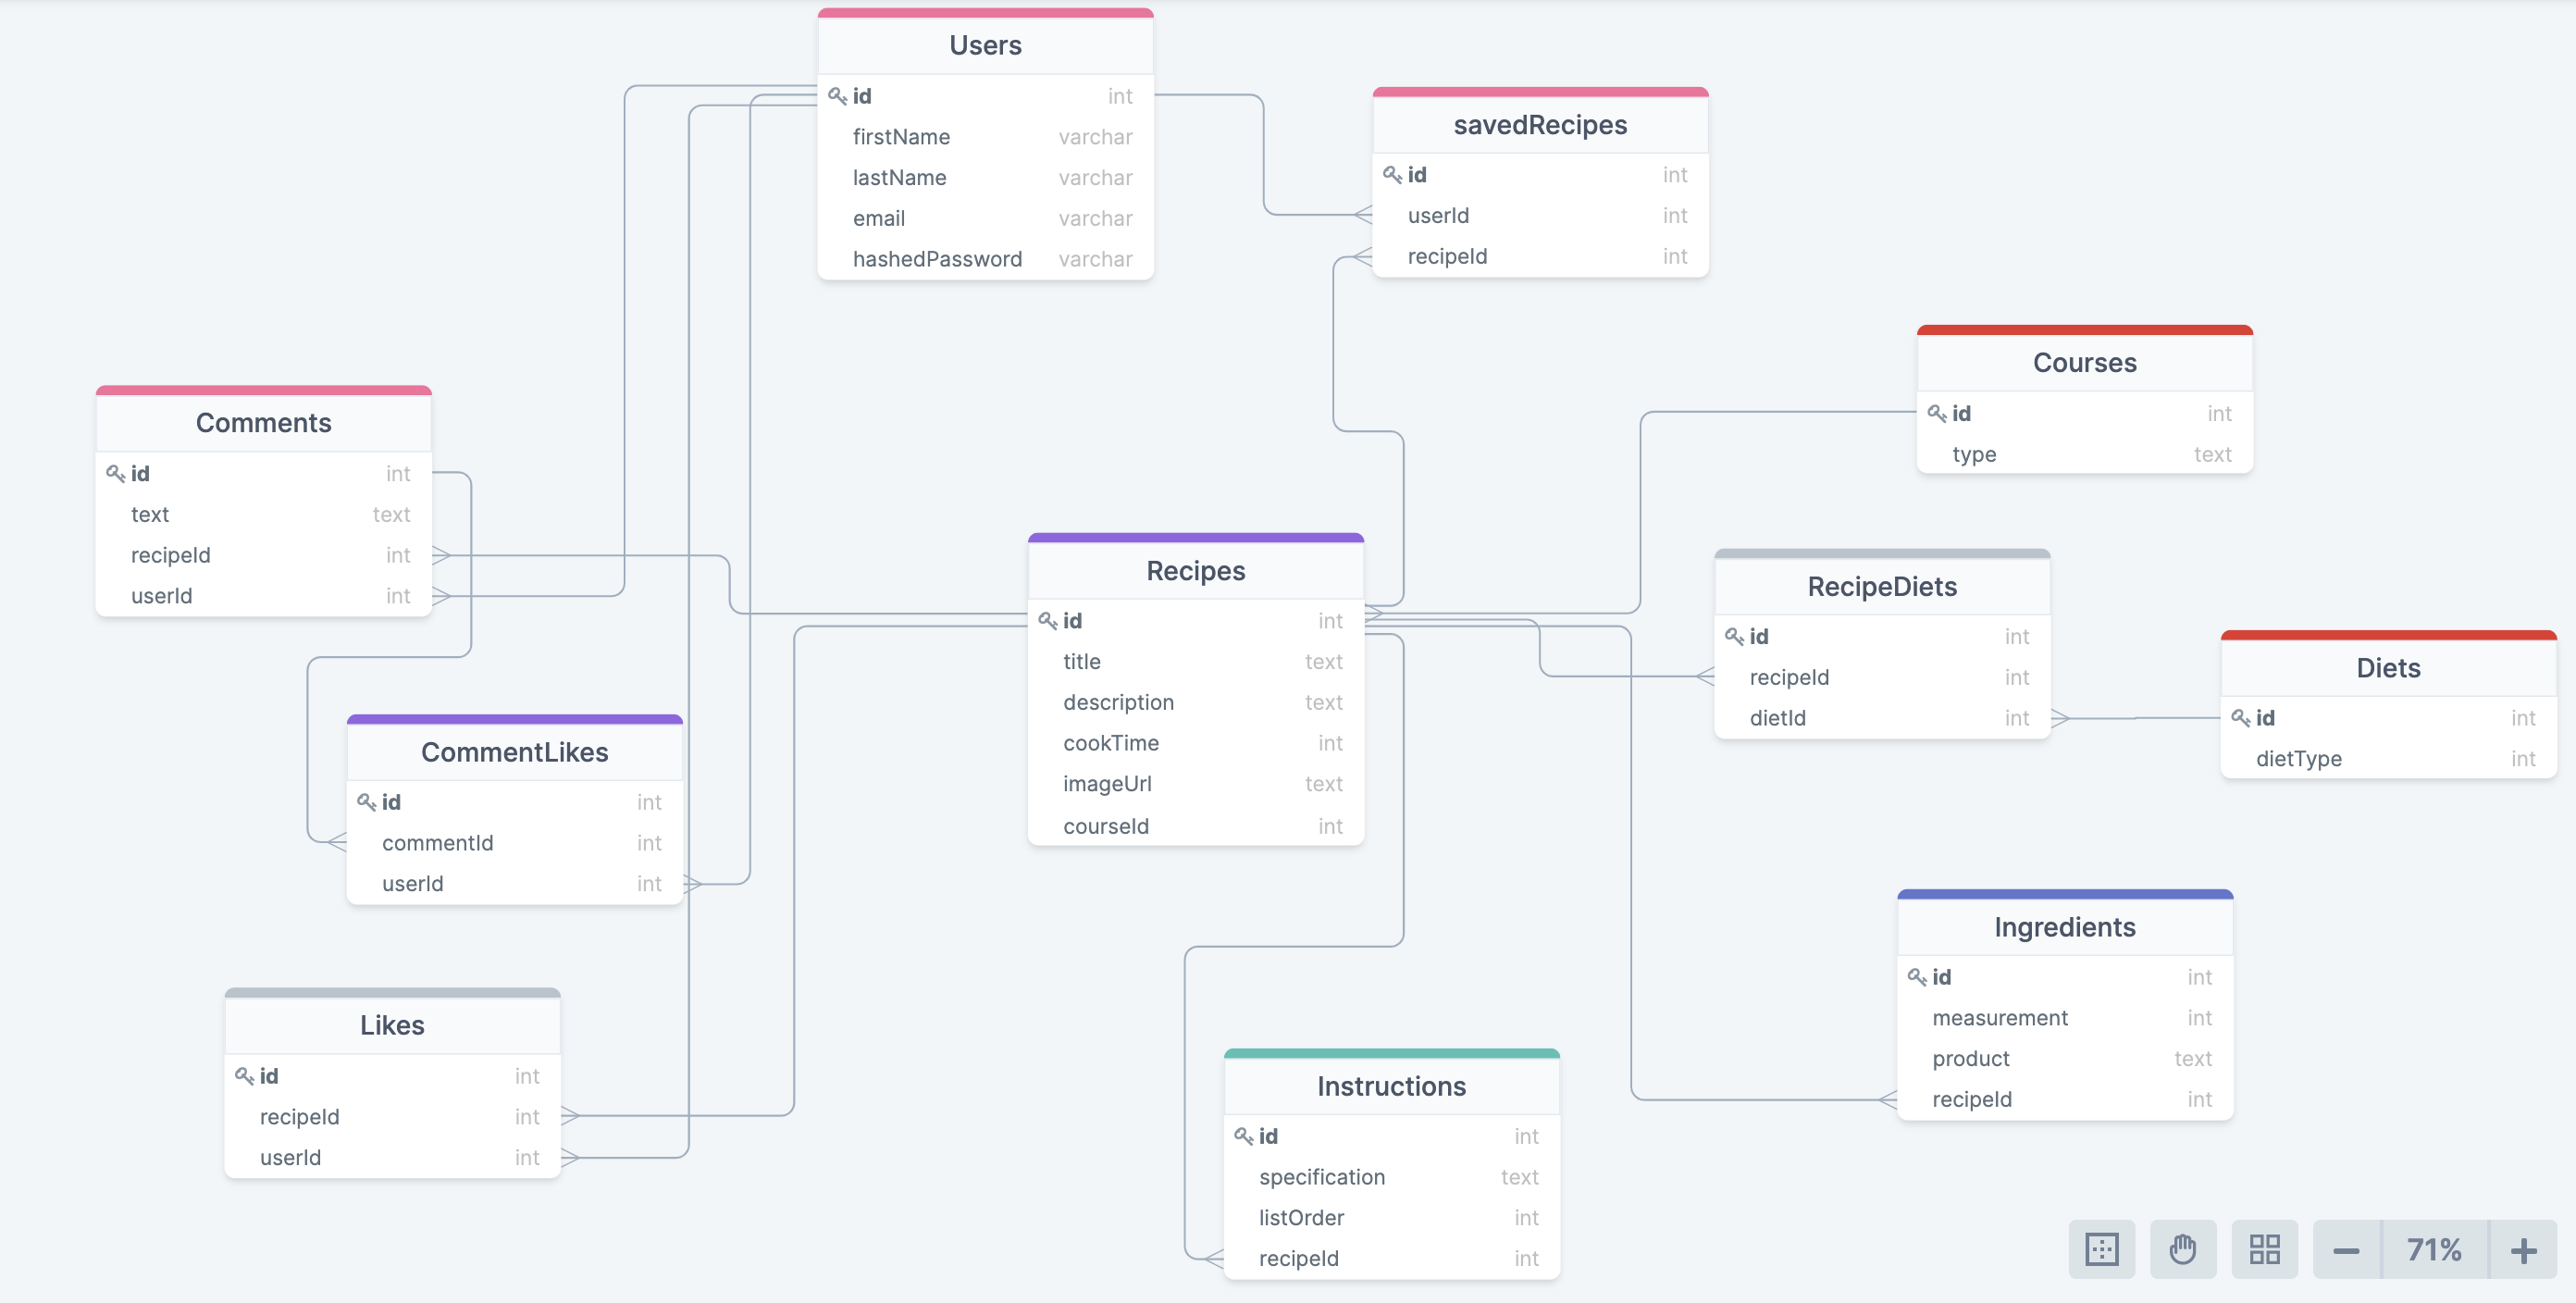 Users
id int
firstName varchar
lastName varchar
email varchar
hashedPassword varchar
savedRecipes
id int
userId int
recipeId int
Courses
id int
type text
Comments
id int
text text
recipeId int
userId int
Recipes
id int
title text
description text
cookTime int
imageUrl text
courseId int
RecipeDiets
id int
recipeId int
dietId int
Diets
id int
dietType int
CommentLikes
id int
commentId int
userId int
Ingredients
id int
measurement int
product text
recipeId int
Likes
id int
recipeId int
userId int
Instructions
id int
specification text
listOrder int
recipeId int
71%